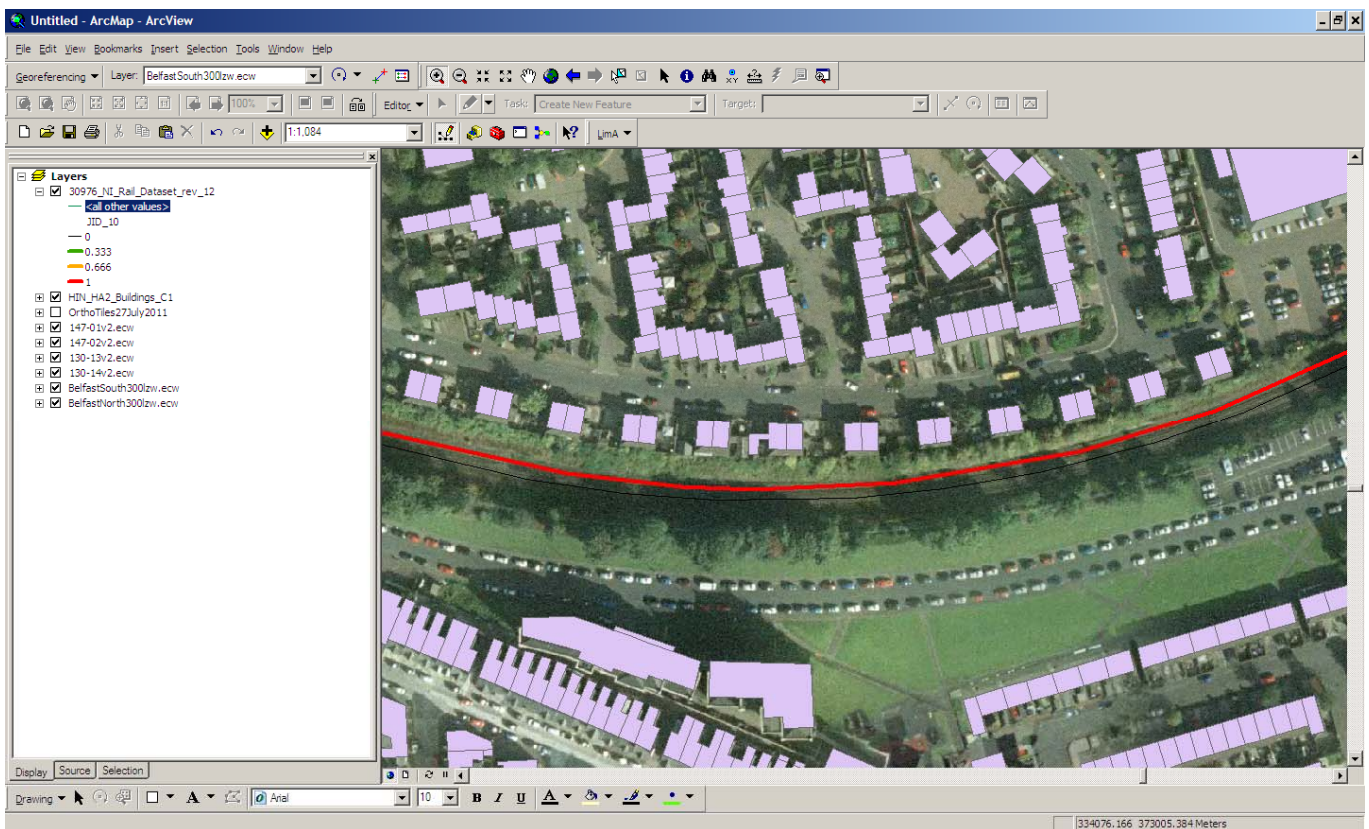 Untitled - ArcMap - ArcView
File Edit View Bookmarks Insert Selection Tools Window Help
Georeferencing Layer: BelfastSouth300lzw.ecw
100% Editor Task: Create New Feature Target:
1:1,084 LimA
Layers
30976_NI_Rail_Dataset_rev_12
<all other values>
JID_10
0
0.333
0.666
1
HIN_HA2_Buildings_C1
OrthoTiles27July2011
147-01v2.ecw
147-02v2.ecw
130-13v2.ecw
130-14v2.ecw
BelfastSouth300lzw.ecw
BelfastNorth300lzw.ecw
Display Source Selection
Drawing A Arial 10 B I U A
334076.166 373005.384 Meters